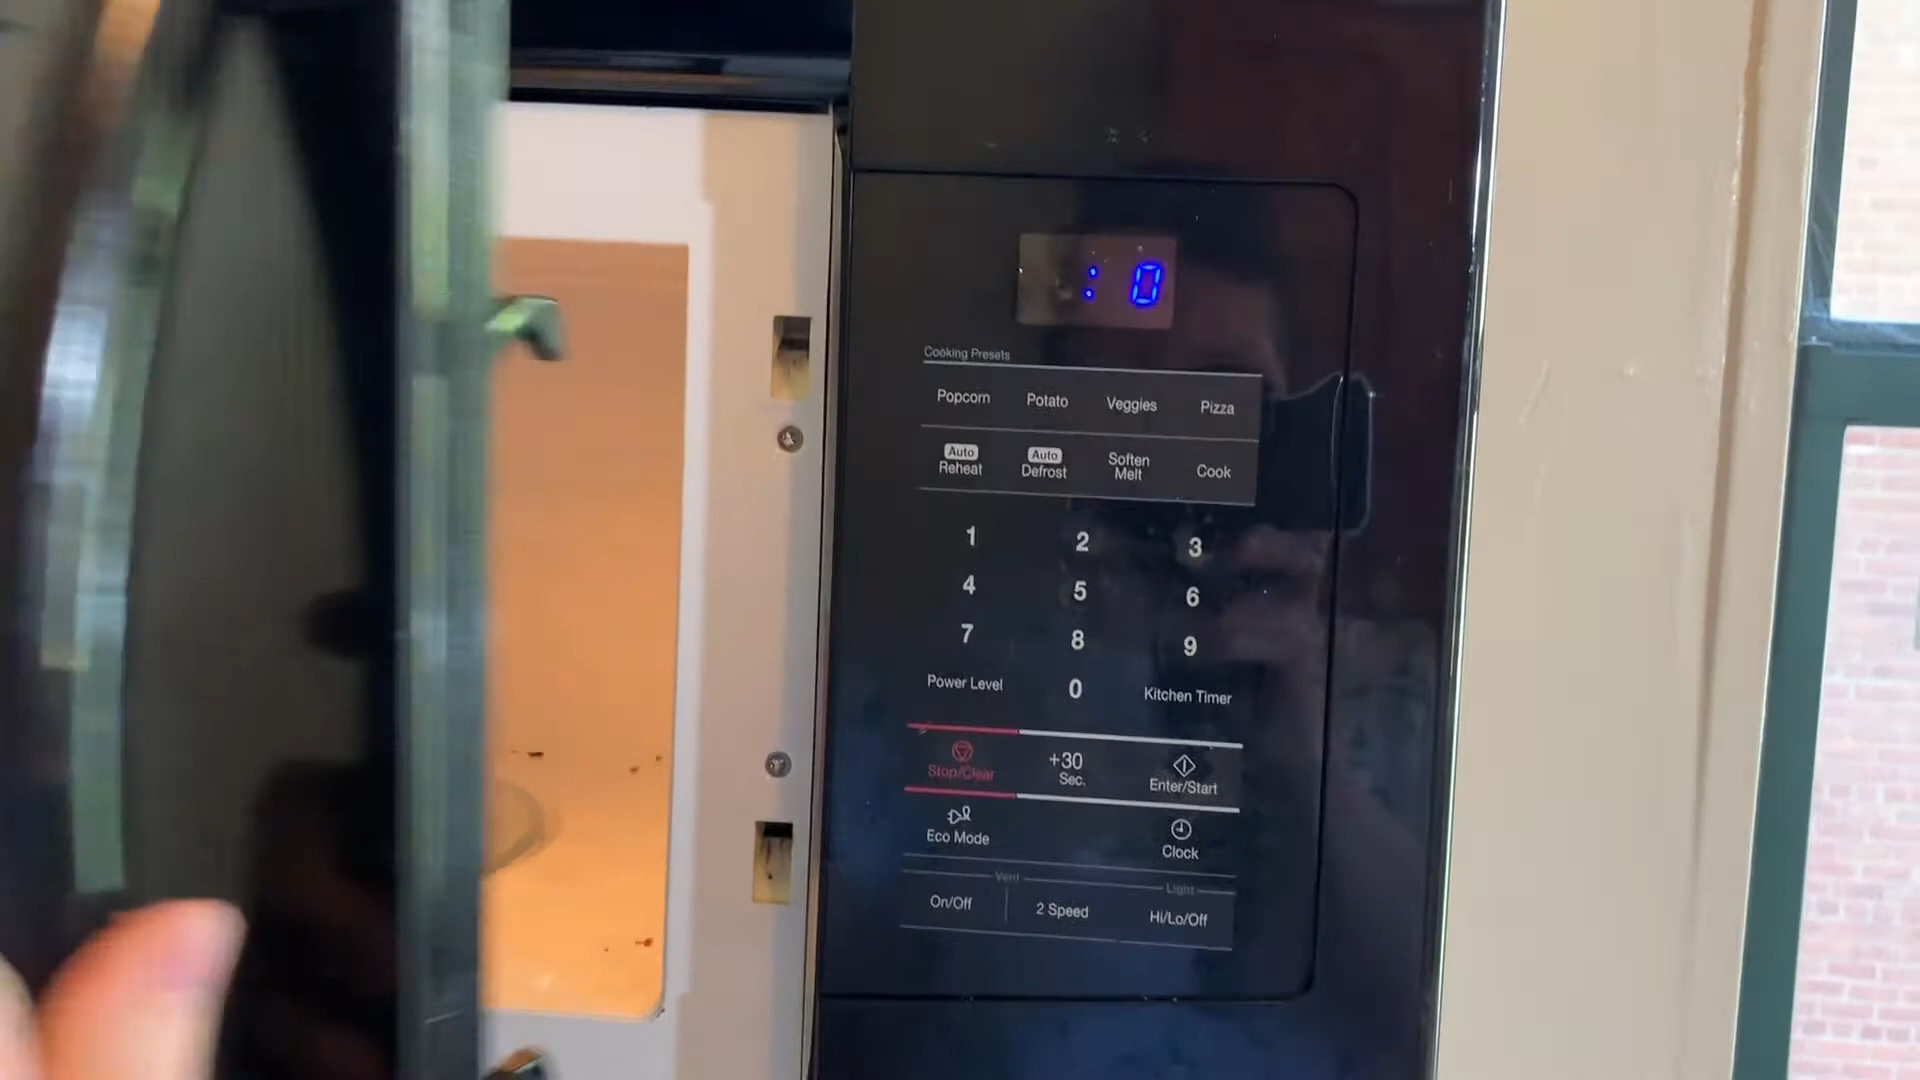 : 0
Cooking Presets
Popcorn Potato Veggies Pizza
Auto Reheat
Auto Defrost
Soften Melt
Cook
1 2 3
4 5 6
7 8 9
Power Level 0 Kitchen Timer
Stop/Clear
+30 Sec.
Enter/Start
Eco Mode Clock
Vent Light
On/Off 2 Speed Hi/Lo/Off